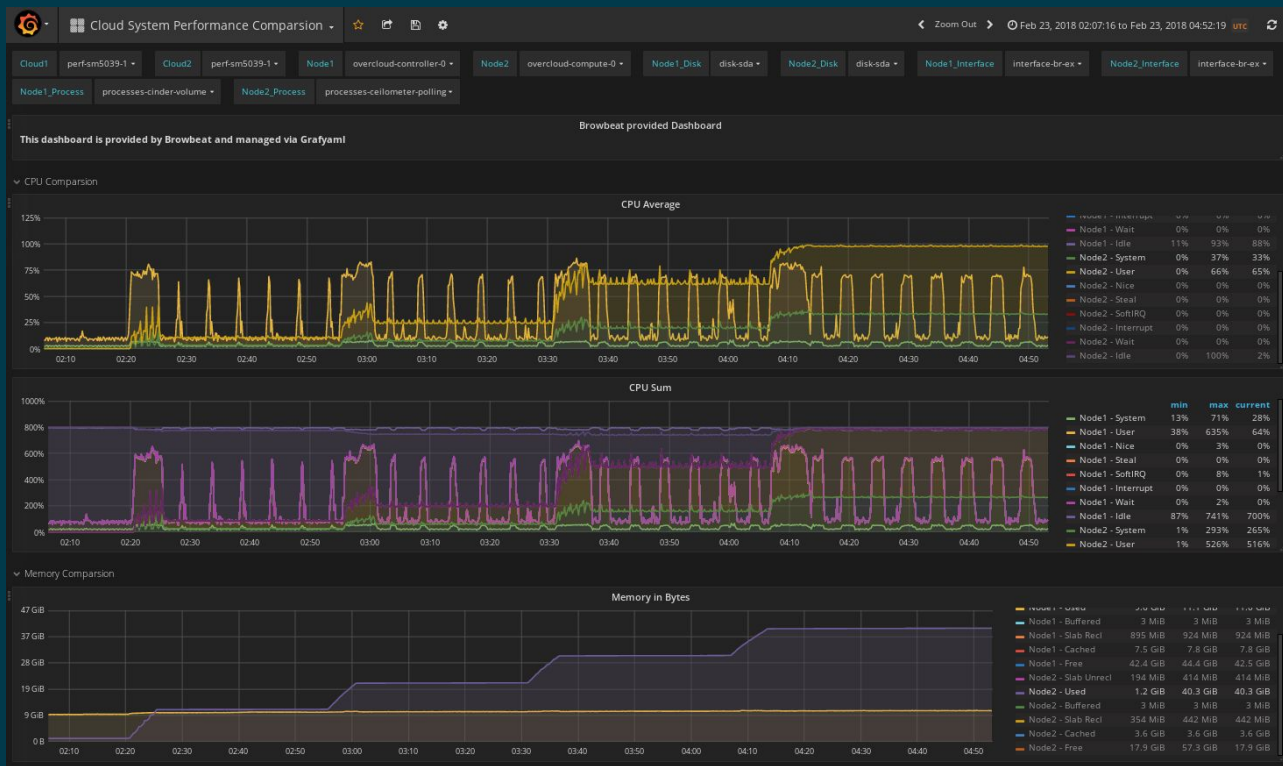 Cloud System Performance Comparsion
Zoom Out
Feb 23, 2018 02:07:16 to Feb 23, 2018 04:52:19 UTC
Cloud1 perf-sm5039-1 Cloud2 perf-sm5039-1 Node1 overcloud-controller-0 Node2 overcloud-compute-0 Node1_Disk disk-sda Node2_Disk disk-sda Node1_Interface interface-br-ex Node2_Interface interface-br-ex
Node1_Process processes-cinder-volume Node2_Process processes-ceilometer-polling
Browbeat provided Dashboard
This dashboard is provided by Browbeat and managed via Grafyaml
CPU Comparsion
CPU Average
125%
100%
75%
50%
25%
0%
02:10 02:20 02:30 02:40 02:50 03:00 03:10 03:20 03:30 03:40 03:50 04:00 04:10 04:20 04:30 04:40 04:50
Node1 - Interrupt 0% 0% 0%
Node1 - Wait 0% 0% 0%
Node1 - Idle 11% 93% 88%
Node2 - System 0% 37% 33%
Node2 - User 0% 66% 65%
Node2 - Nice 0% 0% 0%
Node2 - Steal 0% 0% 0%
Node2 - SoftIRQ 0% 0% 0%
Node2 - Interrupt 0% 0% 0%
Node2 - Wait 0% 0% 0%
Node2 - Idle 0% 100% 2%
CPU Sum
1000%
800%
600%
400%
200%
0%
02:10 02:20 02:30 02:40 02:50 03:00 03:10 03:20 03:30 03:40 03:50 04:00 04:10 04:20 04:30 04:40 04:50
min max current
Node1 - System 13% 71% 28%
Node1 - User 38% 635% 64%
Node1 - Nice 0% 3% 0%
Node1 - Steal 0% 0% 0%
Node1 - SoftIRQ 0% 8% 1%
Node1 - Interrupt 0% 0% 0%
Node1 - Wait 0% 2% 0%
Node1 - Idle 87% 741% 700%
Node2 - System 1% 293% 265%
Node2 - User 1% 526% 516%
Memory Comparsion
Memory in Bytes
47 GiB
37 GiB
28 GiB
19 GiB
9 GiB
0 B
02:10 02:20 02:30 02:40 02:50 03:00 03:10 03:20 03:30 03:40 03:50 04:00 04:10 04:20 04:30 04:40 04:50
Node1 - Used
Node1 - Buffered 3 MiB 3 MiB 3 MiB
Node1 - Slab Recl 895 MiB 924 MiB 924 MiB
Node1 - Cached 7.5 GiB 7.8 GiB 7.8 GiB
Node1 - Free 42.4 GiB 44.4 GiB 42.5 GiB
Node2 - Slab Unrecl 194 MiB 414 MiB 414 MiB
Node2 - Used 1.2 GiB 40.3 GiB 40.3 GiB
Node2 - Buffered 3 MiB 3 MiB 3 MiB
Node2 - Slab Recl 354 MiB 442 MiB 442 MiB
Node2 - Cached 3.6 GiB 3.6 GiB 3.6 GiB
Node2 - Free 17.9 GiB 57.3 GiB 17.9 GiB